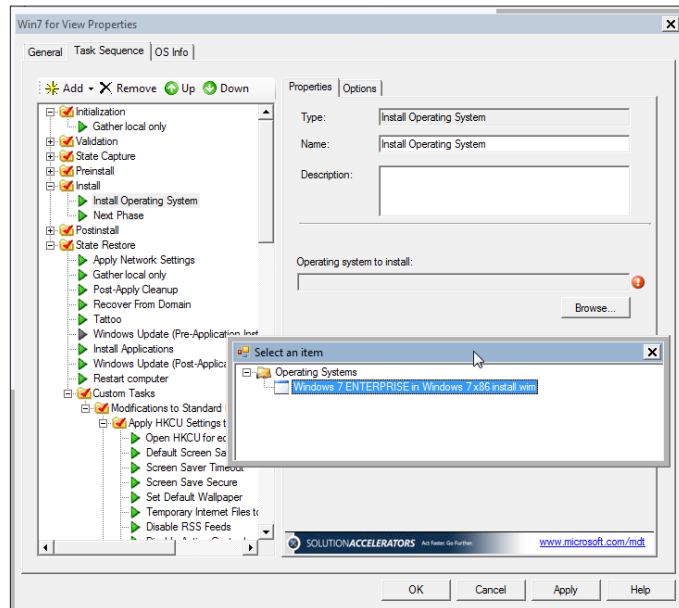 Win7 for View Properties
General Task Sequence OS Info
Add Remove Up Down
Properties Options
Initialization
Gather local only
Validation
State Capture
Preinstall
Install
Install Operating System
Next Phase
Postinstall
State Restore
Apply Network Settings
Gather local only
Post-Apply Cleanup
Recover From Domain
Tattoo
Windows Update (Pre-Application Inst
Install Applications
Windows Update (Post-Applica
Restart computer
Custom Tasks
Modifications to Standard
Apply HKCU Settings t
Open HKCU for ec
Default Screen Sa
Screen Saver Timeout
Screen Save Secure
Set Default Wallpaper
Temporary Internet Files to
Disable RSS Feeds
Type: Install Operating System
Name: Install Operating System
Description:
Operating system to install:
Browse...
Select an item
Operating Systems
Windows 7 ENTERPRISE in Windows 7 x86 install.wim
SOLUTIONACCELERATORS Act faster. Go further. www.microsoft.com/mdt
OK Cancel Apply Help